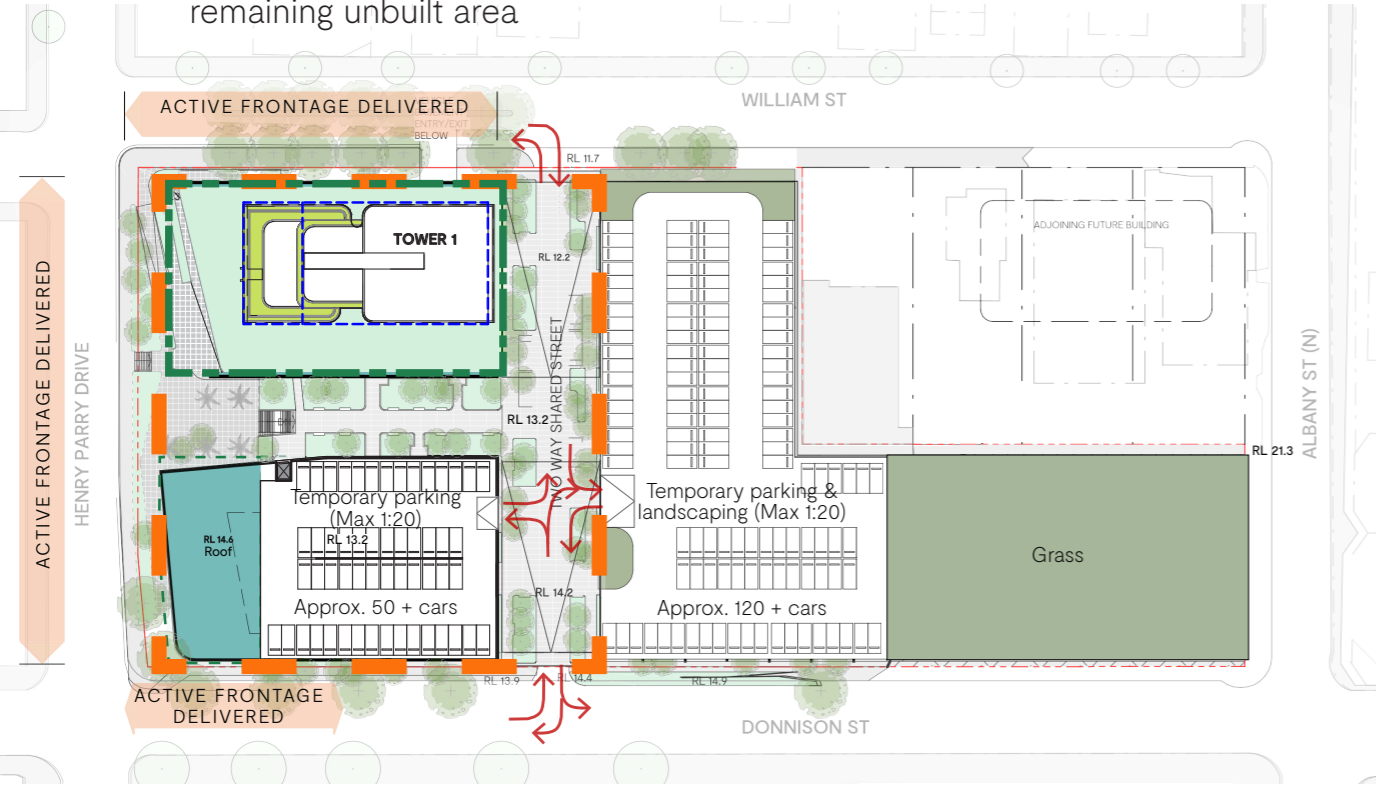 remaining unbuilt area
WILLIAM ST
ACTIVE FRONTAGE DELIVERED
ENTRY/EXIT
BELOW
RL 11.7
TOWER 1
ADJOINING FUTURE BUILDING
RL 12.2
ACTIVE FRONTAGE DELIVERED
HENRY PARRY DRIVE
TWO WAY SHARED STREET
ALBANY ST (N)
RL 13.2
RL 21.3
Temporary parking
(Max 1:20)
RL 13.2
Temporary parking &
landscaping (Max 1:20)
RL 14.6
Roof
Grass
RL 14.2
Approx. 50 + cars
Approx. 120 + cars
RL 13.9
RL 14.4
RL 14.9
ACTIVE FRONTAGE
DELIVERED
DONNISON ST